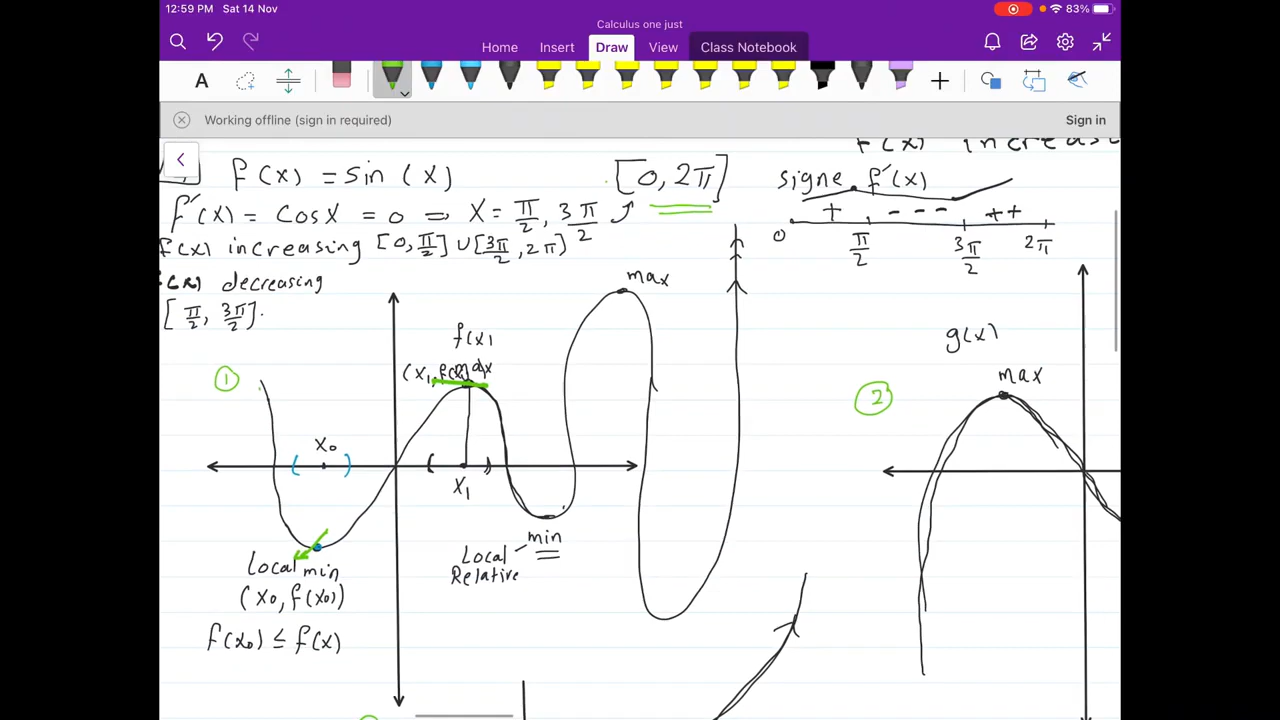 12:59 PM Sat 14 Nov
83%
Calculus one just
Home Insert Draw View Class Notebook
A
Working offline (sign in required)
Sign in
f(x) = sin (x) [0, 2π]
f'(x) = cosx = 0 ⇒ x = π/2, 3π/2
f(x) increasing [0, π/2] ∪ [3π/2, 2π)
f(x) decreasing
[π/2, 3π/2].
f(x) increas
signe f'(x)
+ - - - ++
0 π/2 3π/2 2π
max
f(x)
max
1
x₀
x₁
Local min
(x₀, f(x₀))
f(x₀) ≤ f(x)
min
Local
Relative
g(x)
max
2